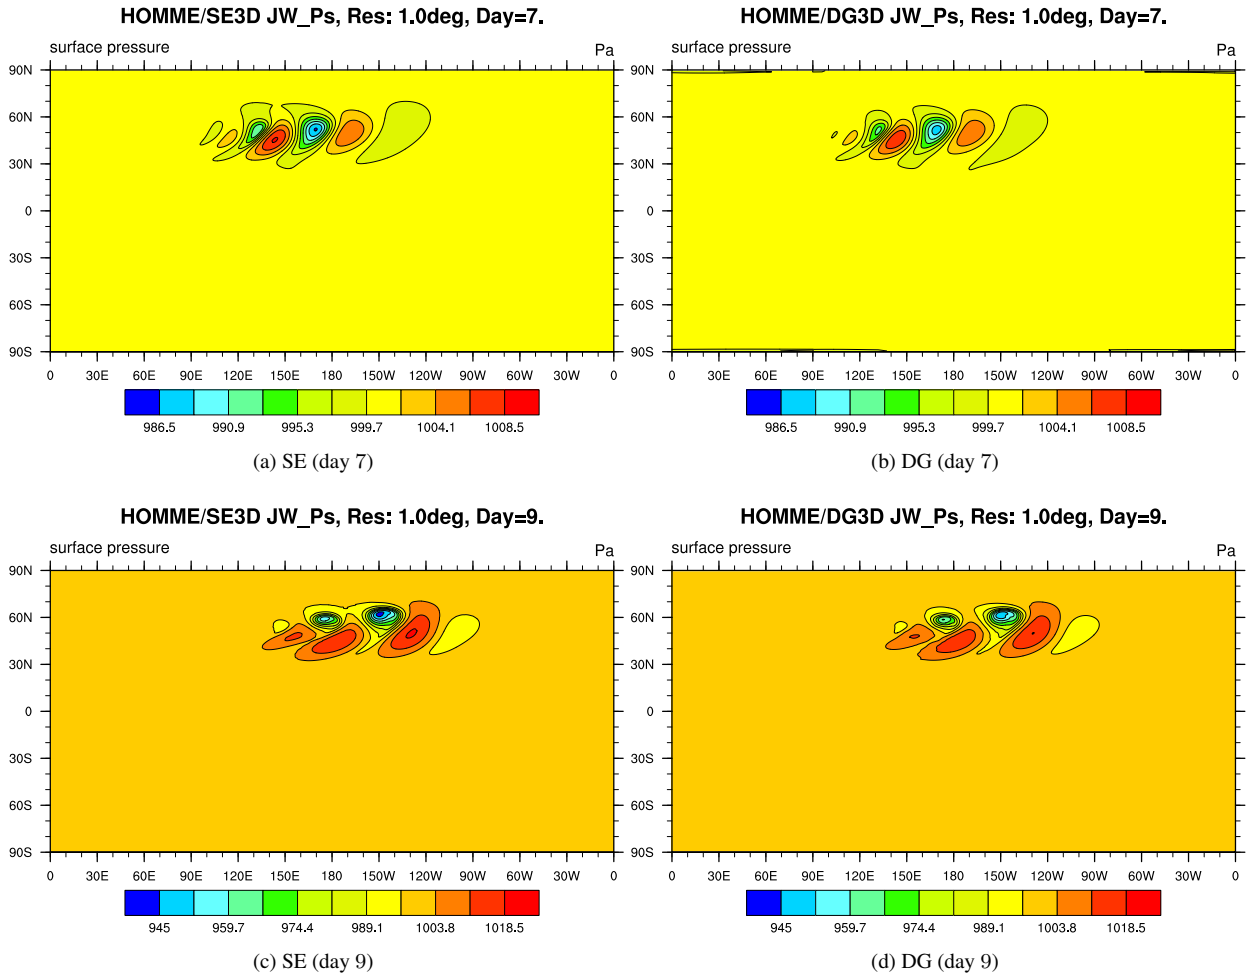 HOMME/SE3D JW_Ps, Res: 1.0deg, Day=7.
surface pressure Pa
90N
60N
30N
0
30S
60S
90S
0 30E 60E 90E 120E 150E 180 150W 120W 90W 60W 30W 0
986.5 990.9 995.3 999.7 1004.1 1008.5
(a) SE (day 7)
HOMME/DG3D JW_Ps, Res: 1.0deg, Day=7.
surface pressure Pa
90N
60N
30N
0
30S
60S
90S
0 30E 60E 90E 120E 150E 180 150W 120W 90W 60W 30W 0
986.5 990.9 995.3 999.7 1004.1 1008.5
(b) DG (day 7)
HOMME/SE3D JW_Ps, Res: 1.0deg, Day=9.
surface pressure Pa
90N
60N
30N
0
30S
60S
90S
0 30E 60E 90E 120E 150E 180 150W 120W 90W 60W 30W 0
945 959.7 974.4 989.1 1003.8 1018.5
(c) SE (day 9)
HOMME/DG3D JW_Ps, Res: 1.0deg, Day=9.
surface pressure Pa
90N
60N
30N
0
30S
60S
90S
0 30E 60E 90E 120E 150E 180 150W 120W 90W 60W 30W 0
945 959.7 974.4 989.1 1003.8 1018.5
(d) DG (day 9)